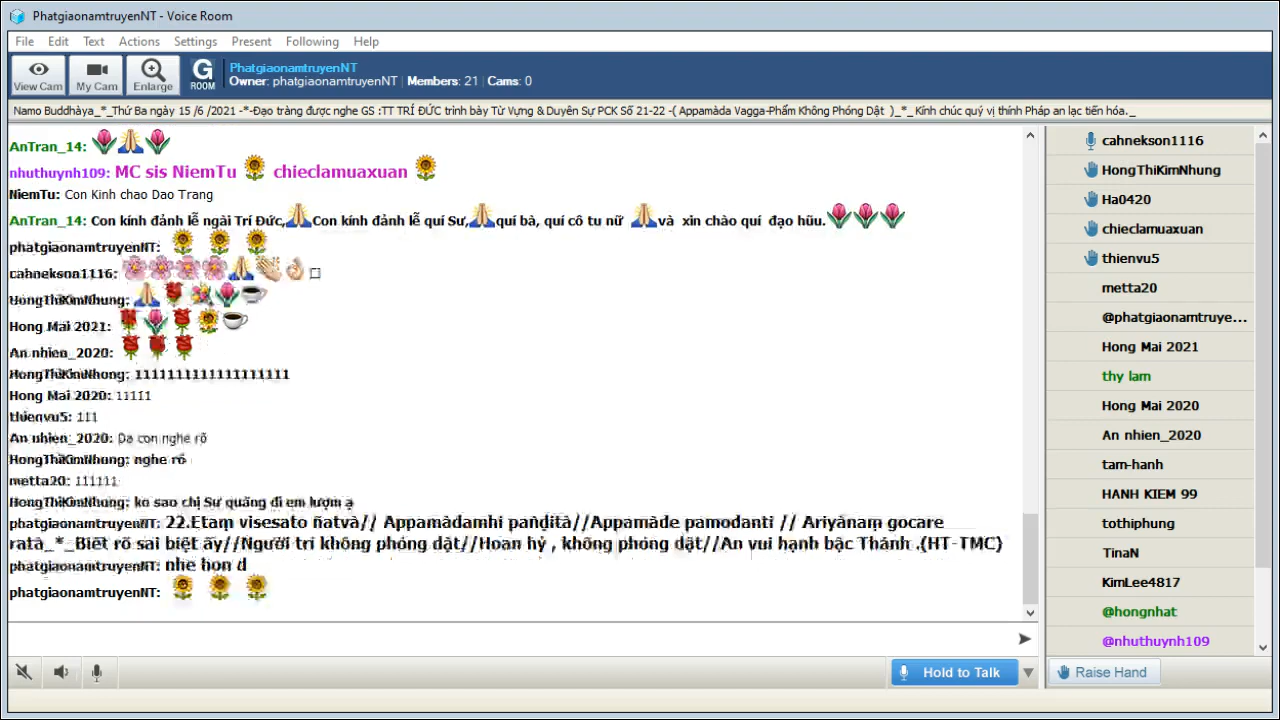 PhatgiaonamtruyenNT - Voice Room
File Edit Text Actions Settings Present Following Help
View Cam My Cam Enlarge G ROOM
PhatgiaonamtruyenNT
Owner: phatgiaonamtruyenNT Members: 21 Cams: 0
Namo Buddhàya_*_Thứ Ba ngày 15 /6 /2021 -*-Đạo tràng được nghe GS :TT TRÍ ĐỨC trình bày Từ Vựng & Duyên Sự PCK Số 21-22 -( Appamàda Vagga-Phẩm Không Phóng Dật )_*_ Kính chúc quý vị thính Pháp an lạc tiến hóa._
AnTran_14:
nhuthuynh109: MC sis NiemTu chieclamuaxuan
NiemTu: Con Kinh chao Dao Trang
AnTran_14: Con kính đảnh lễ ngài Trí Đức, Con kính đảnh lễ quí Sư, quí bà, quí cô tu nữ và xin chào quí đạo hũu.
phatgiaonamtruyenNT:
cahnekson1116:
HongThiKimNhung:
Hong Mai 2021:
An nhien_2020:
HongThiKimNhung: 1111111111111111111
Hong Mai 2020: 11111
thienvu5: 111
An nhien_2020: Da con nghe rõ
HongThiKimNhung: nghe rõ
metta20: 111111
HongThiKimNhung: ko sao chị Sư quăng đi em lượm ạ
phatgiaonamtruyenNT: 22.Etaṃ visesato ñatvà// Appamàdamhi paṇḍità//Appamàde pamodanti // Ariyànaṃ gocare
ratà_*_Biết rõ sai biệt ấy//Người trí không phóng dật//Hoan hỷ , không phóng dật//An vui hạnh bậc Thánh .{HT-TMC}
phatgiaonamtruyenNT: nhe hon d
phatgiaonamtruyenNT:
Hold to Talk
cahnekson1116
HongThiKimNhung
Ha0420
chieclamuaxuan
thienvu5
metta20
@phatgiaonamtruye...
Hong Mai 2021
thy lam
Hong Mai 2020
An nhien_2020
tam-hanh
HANH KIEM 99
tothiphung
TinaN
KimLee4817
@hongnhat
@nhuthuynh109
Raise Hand